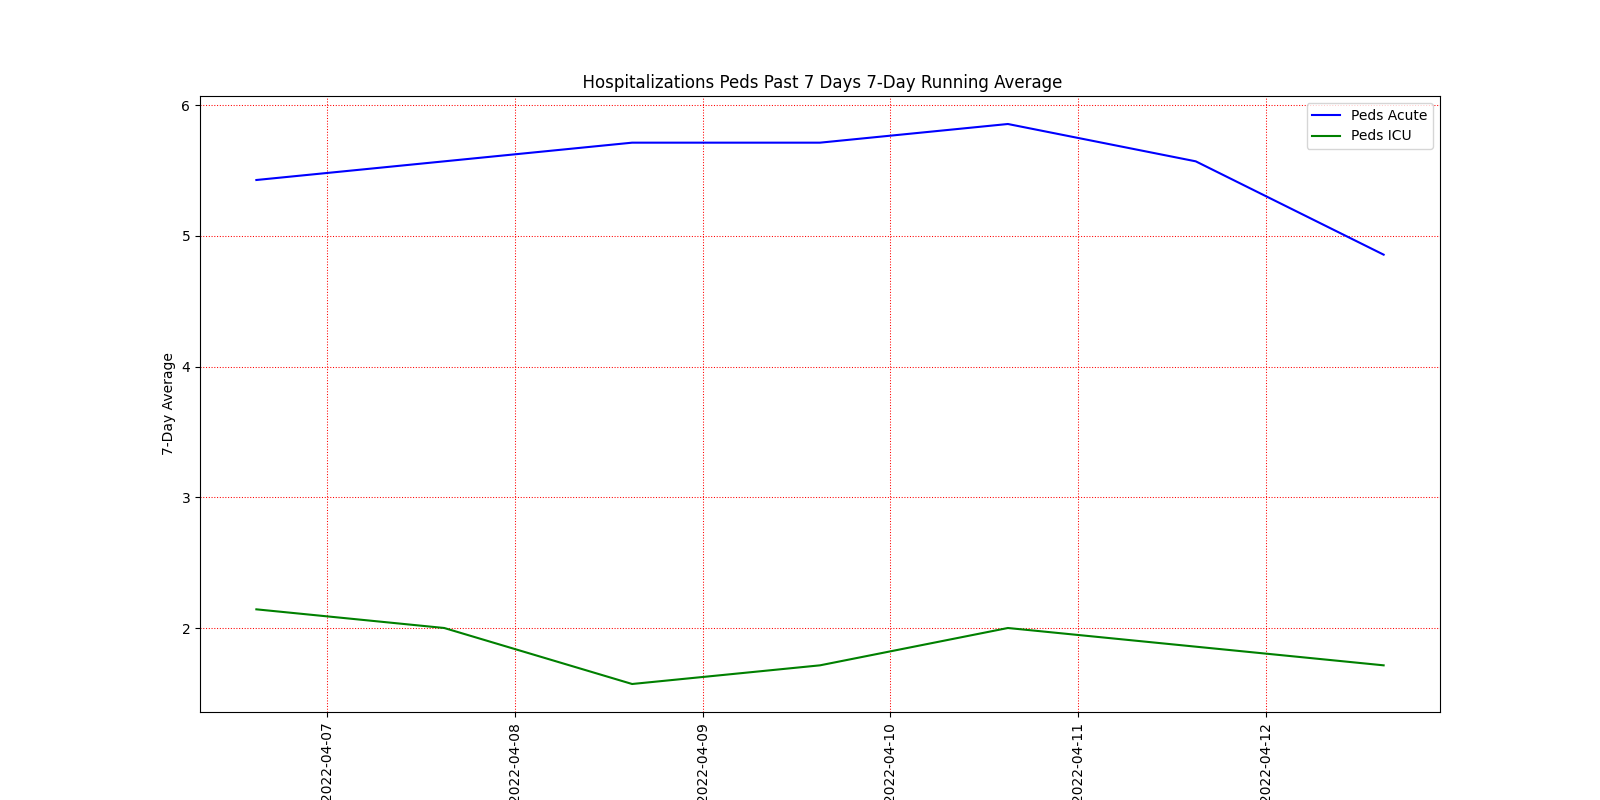 Hospitalizations Peds Past 7 Days 7-Day Running Average
Peds Acute
Peds ICU
7-Day Average
6
5
4
3
2
2022-04-07
2022-04-08
2022-04-09
2022-04-10
2022-04-11
2022-04-12